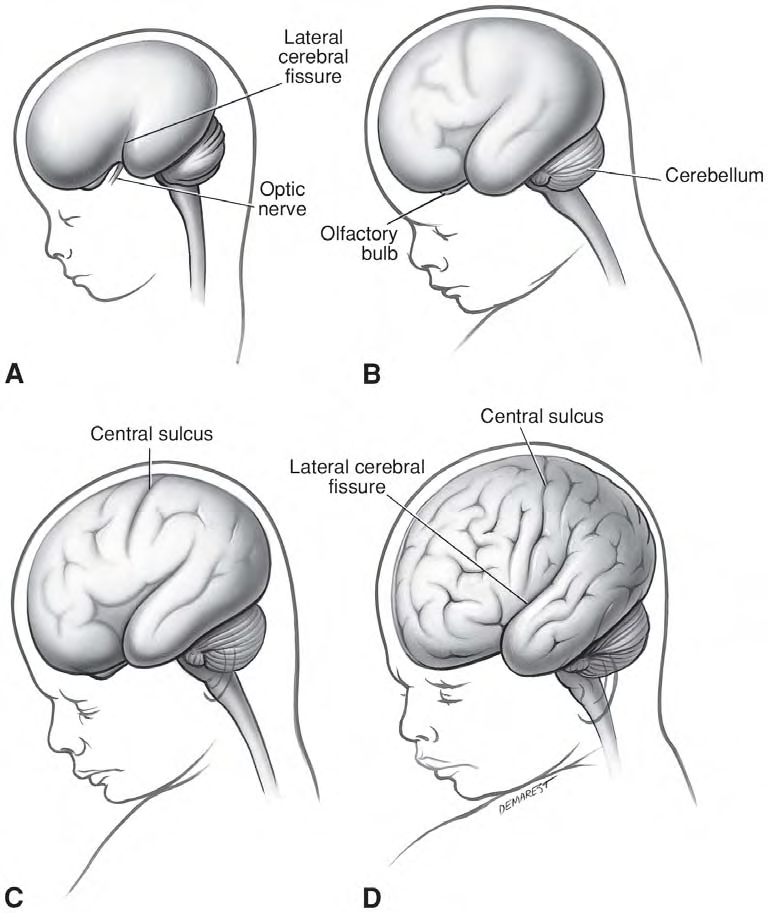 Lateral
cerebral
fissure
Optic
nerve
A
Cerebellum
Olfactory
bulb
B
Central sulcus
C
Central sulcus
Lateral cerebral
fissure
DEMAREST
D